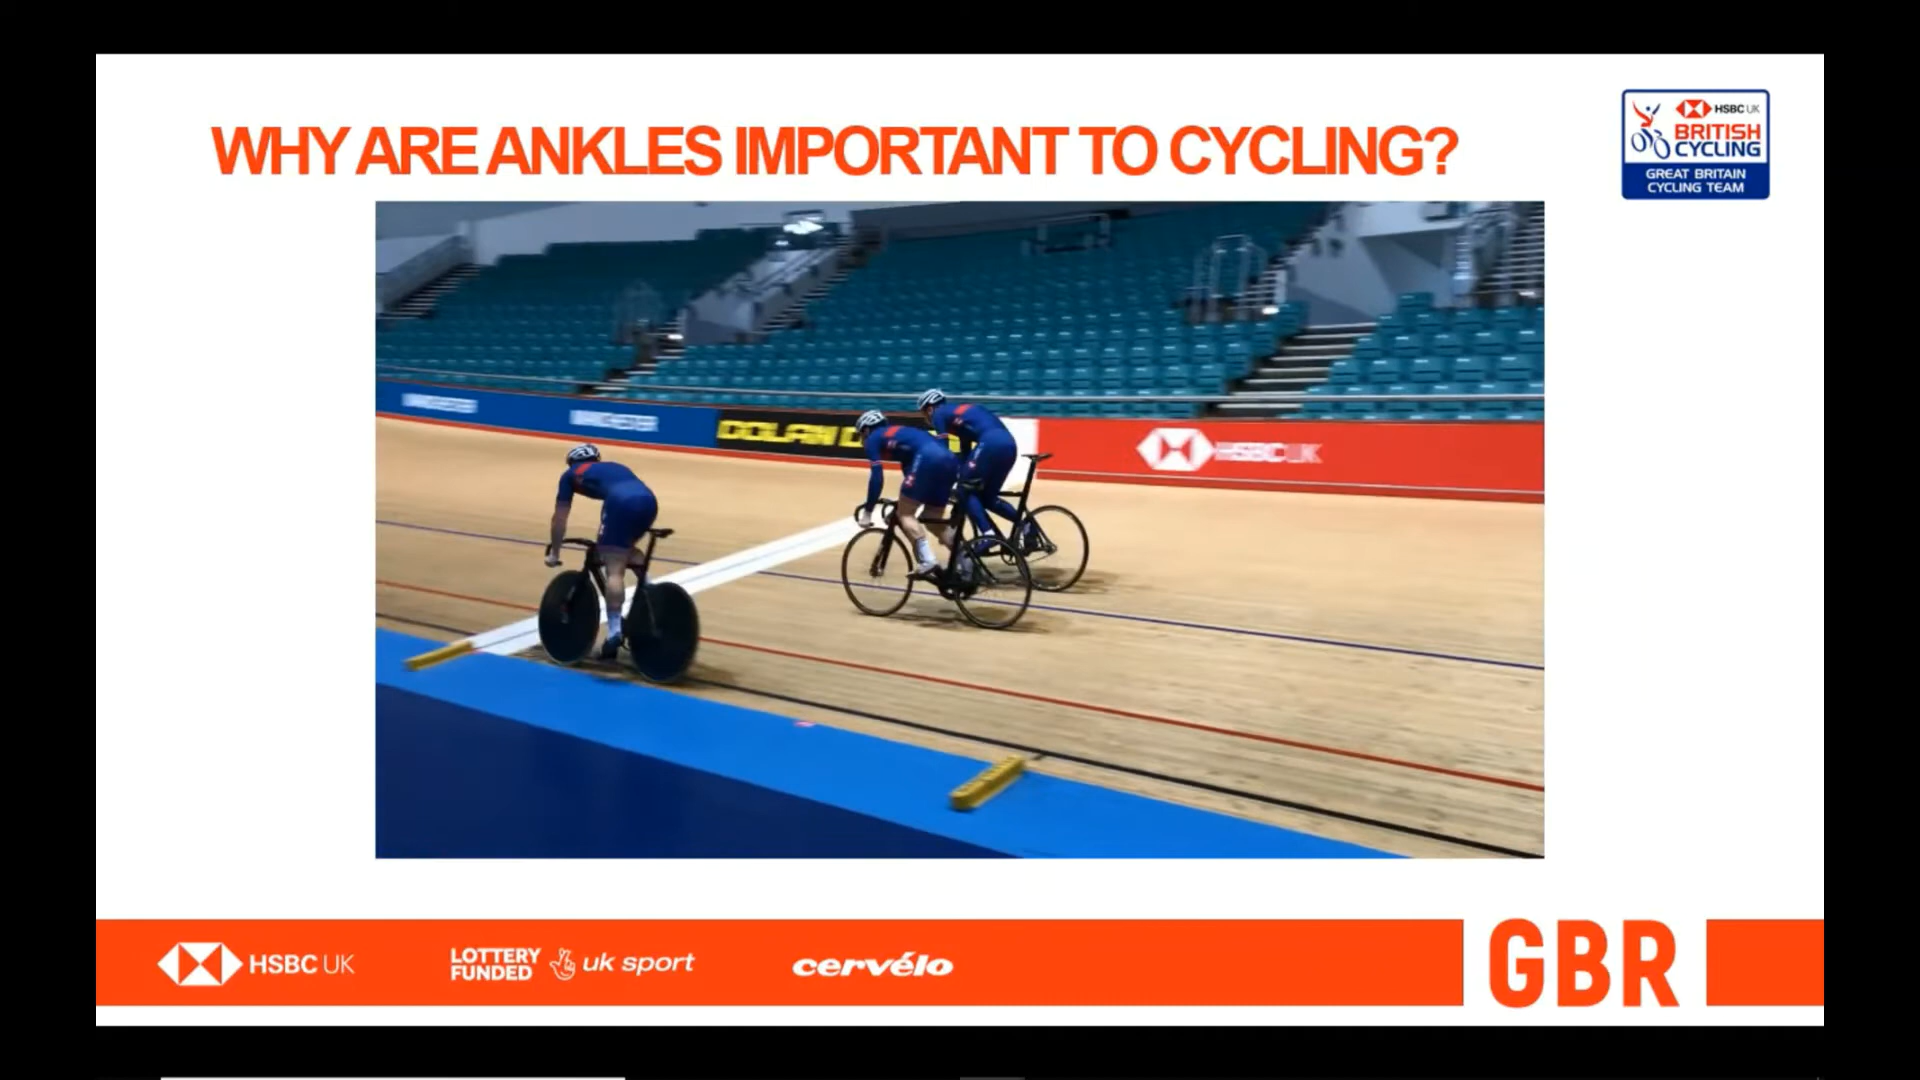 WHY ARE ANKLES IMPORTANT TO CYCLING?
HSBC UK
BRITISH
CYCLING
GREAT BRITAIN
CYCLING TEAM
DOLAN
HSBC UK
HSBC UK
LOTTERY
FUNDED
uk sport
cervélo
GBR